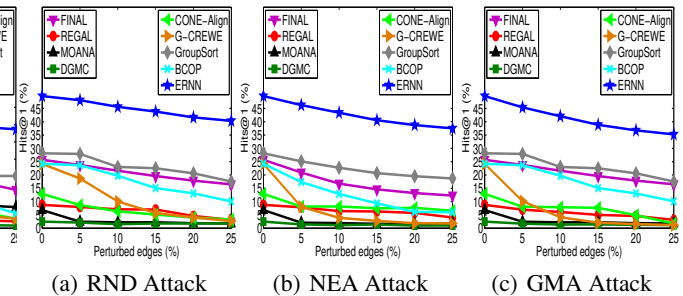 ign
WE
Sort
25
FINAL
REGAL
MOANA
DGMC
CONE-Align
G-CREWE
GroupSort
BCOP
ERNN
Hits@1 (%)
45
40
35
30
25
20
15
10
5
0
0 5 10 15 20 25
Perturbed edges (%)
(a) RND Attack
FINAL
REGAL
MOANA
DGMC
CONE-Align
G-CREWE
GroupSort
BCOP
ERNN
Hits@1 (%)
45
40
35
30
25
20
15
10
5
0
0 5 10 15 20 25
Perturbed edges (%)
(b) NEA Attack
FINAL
REGAL
MOANA
DGMC
CONE-Align
G-CREWE
GroupSort
BCOP
ERNN
Hits@1 (%)
45
40
35
30
25
20
15
10
5
0
0 5 10 15 20 25
Perturbed edges (%)
(c) GMA Attack